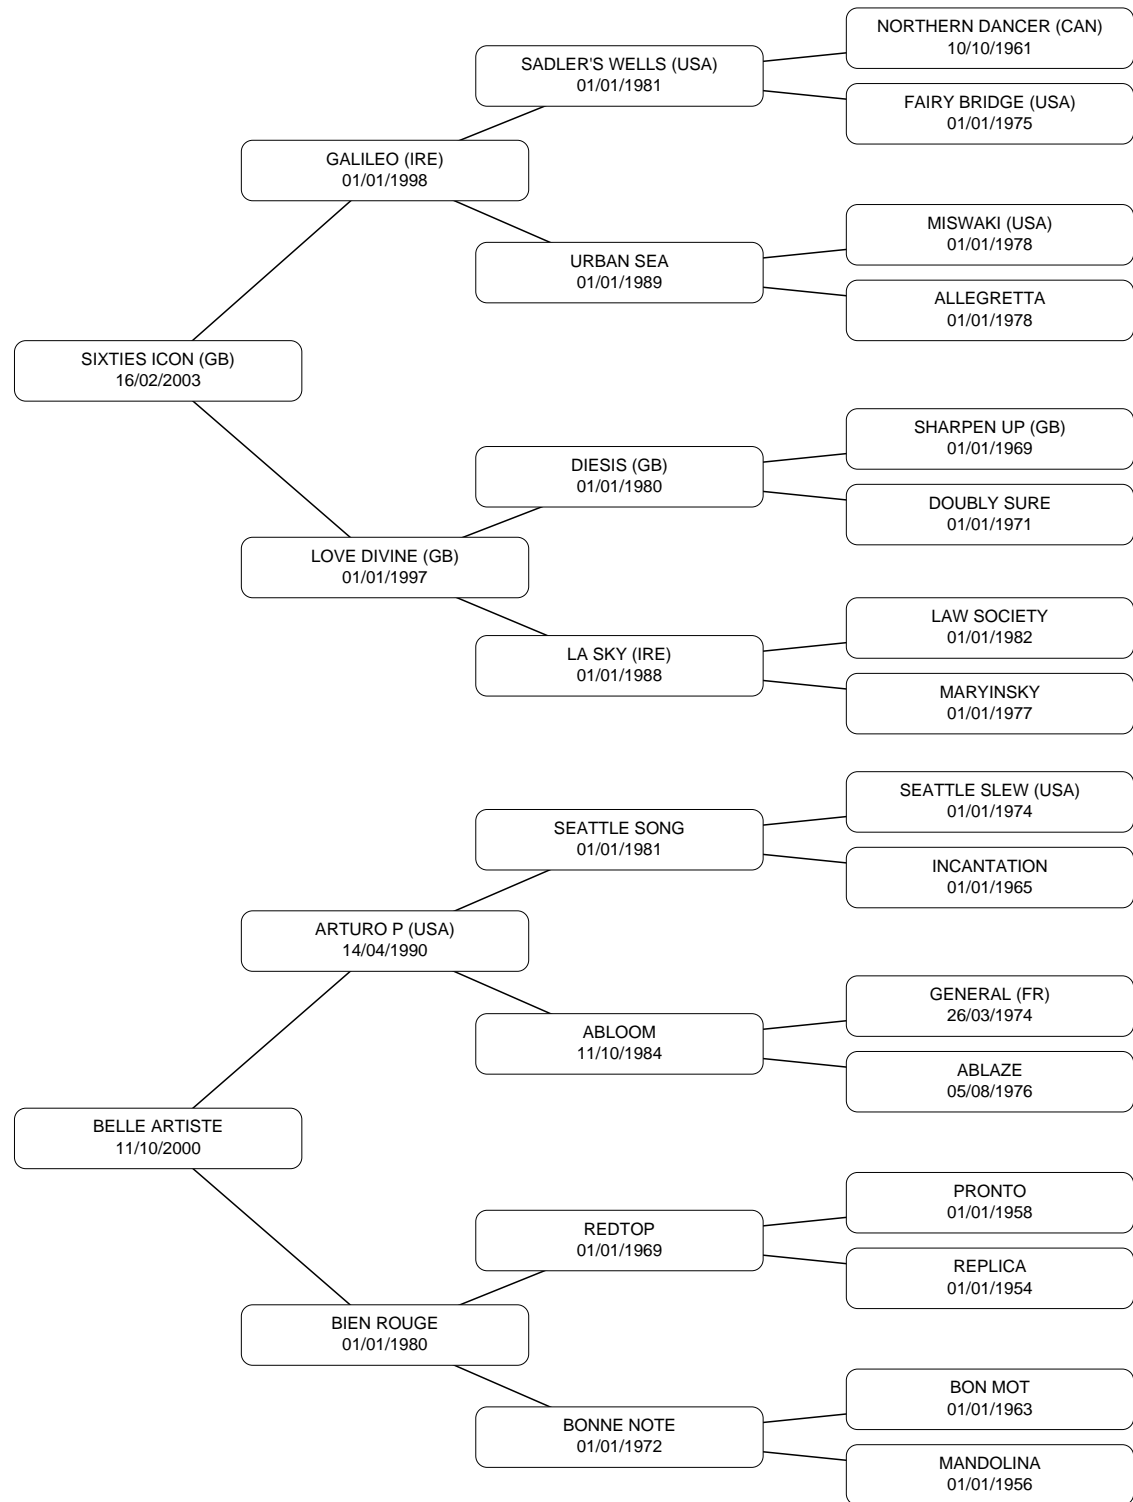 NORTHERN DANCER (CAN)
10/10/1961
SADLER'S WELLS (USA)
01/01/1981
FAIRY BRIDGE (USA)
01/01/1975
GALILEO (IRE)
01/01/1998
MISWAKI (USA)
01/01/1978
URBAN SEA
01/01/1989
ALLEGRETTA
01/01/1978
SIXTIES ICON (GB)
16/02/2003
SHARPEN UP (GB)
01/01/1969
DIESIS (GB)
01/01/1980
DOUBLY SURE
01/01/1971
LOVE DIVINE (GB)
01/01/1997
LAW SOCIETY
01/01/1982
LA SKY (IRE)
01/01/1988
MARYINSKY
01/01/1977
SEATTLE SLEW (USA)
01/01/1974
SEATTLE SONG
01/01/1981
INCANTATION
01/01/1965
ARTURO P (USA)
14/04/1990
GENERAL (FR)
26/03/1974
ABLOOM
11/10/1984
ABLAZE
05/08/1976
BELLE ARTISTE
11/10/2000
PRONTO
01/01/1958
REDTOP
01/01/1969
REPLICA
01/01/1954
BIEN ROUGE
01/01/1980
BON MOT
01/01/1963
BONNE NOTE
01/01/1972
MANDOLINA
01/01/1956